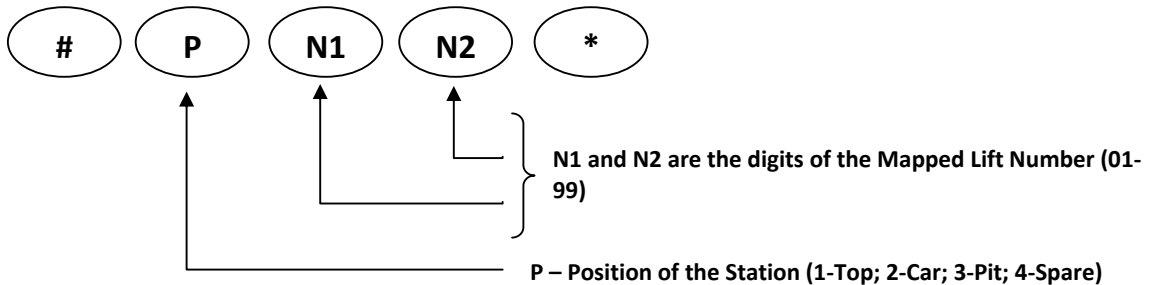 # P N1 N2 *
N1 and N2 are the digits of the Mapped Lift Number (01-
99)
P – Position of the Station (1-Top; 2-Car; 3-Pit; 4-Spare)